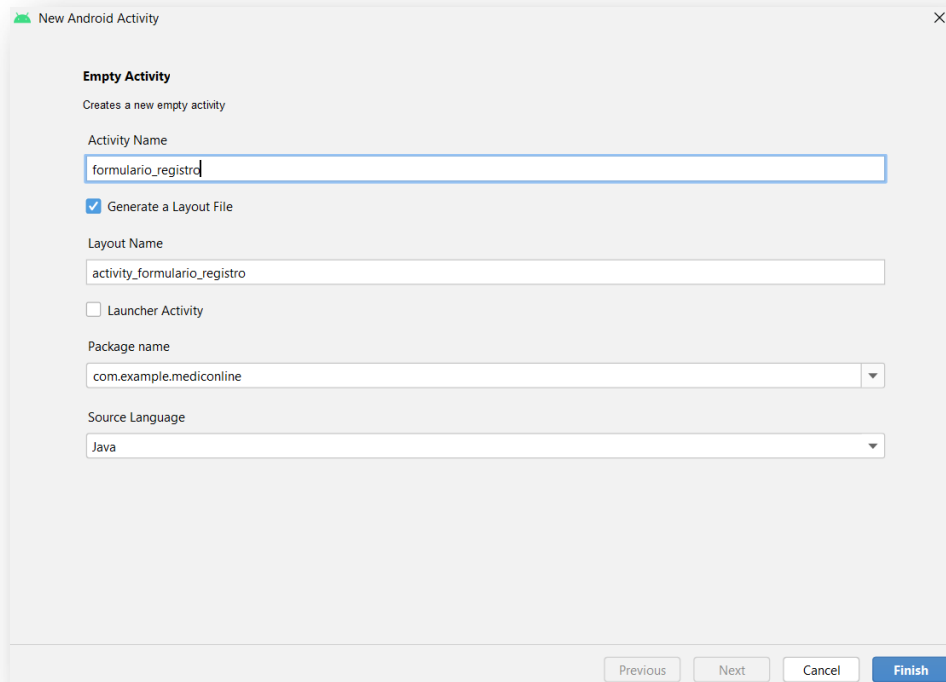 New Android Activity
Empty Activity
Creates a new empty activity
Activity Name
formulario_registro
Generate a Layout File
Layout Name
activity_formulario_registro
Launcher Activity
Package name
com.example.mediconline
Source Language
Java
Previous Next Cancel Finish